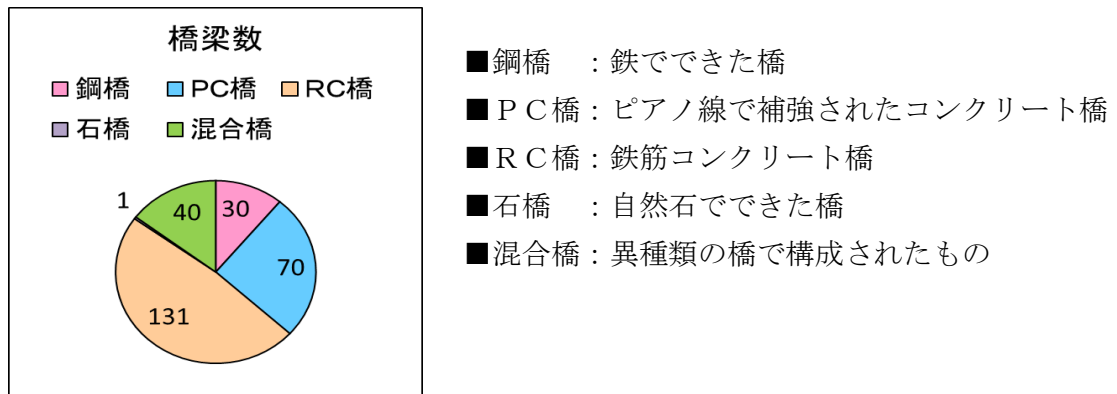 橋梁数
鋼橋 PC橋 RC橋
石橋 混合橋
1
40
30
70
131
■鋼橋　：鉄でできた橋
■ＰＣ橋：ピアノ線で補強されたコンクリート橋
■ＲＣ橋：鉄筋コンクリート橋
■石橋　：自然石でできた橋
■混合橋：異種類の橋で構成されたもの